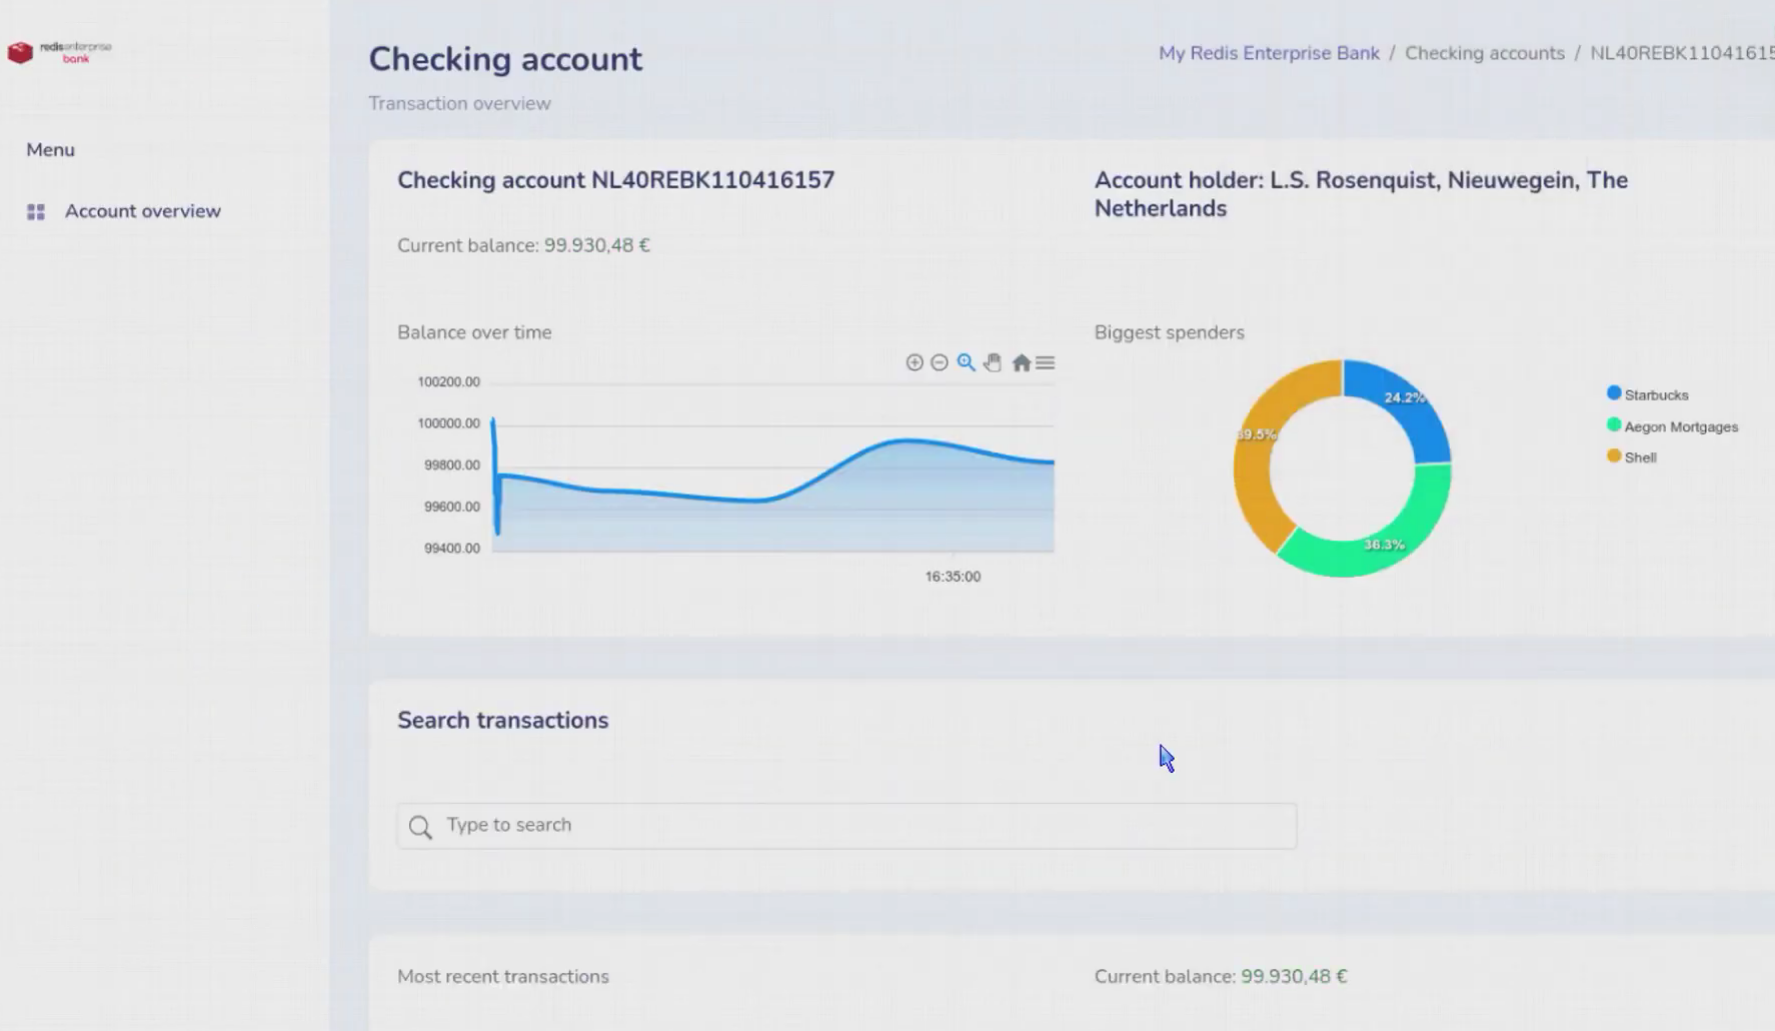 redisenterprise
bank
Menu
Account overview
Checking account
Transaction overview
My Redis Enterprise Bank / Checking accounts / NL40REBK11041615
Checking account NL40REBK110416157
Current balance: 99.930,48 €
Account holder: L.S. Rosenquist, Nieuwegein, The
Netherlands
Balance over time
100200.00
100000.00
99800.00
99600.00
99400.00
16:35:00
Biggest spenders
24.2%
39.5%
36.3%
Starbucks
Aegon Mortgages
Shell
Search transactions
Type to search
Most recent transactions
Current balance: 99.930,48 €